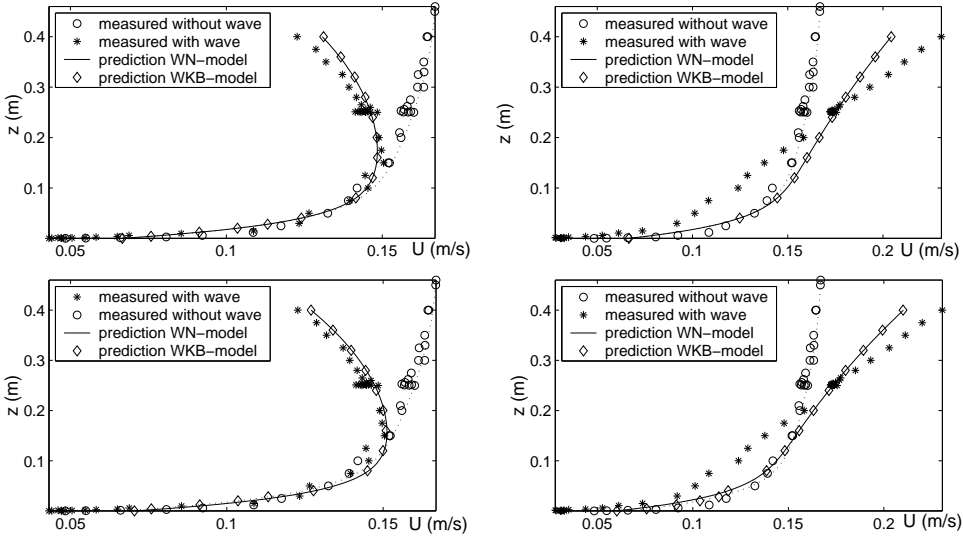 measured without wave
measured with wave
prediction WN−model
prediction WKB−model
0.4
0.3
0.2
0.1
z (m)
0.05
0.1
0.15
U (m/s)
measured without wave
measured with wave
prediction WN−model
prediction WKB−model
0.4
0.3
0.2
0.1
z (m)
0.05
0.1
0.15
0.2
U (m/s)
measured with wave
measured without wave
prediction WN−model
prediction WKB−model
0.4
0.3
0.2
0.1
z (m)
0.05
0.1
0.15
U (m/s)
measured without wave
measured with wave
prediction WN−model
prediction WKB−model
0.4
0.3
0.2
0.1
z (m)
0.05
0.1
0.15
0.2
U (m/s)